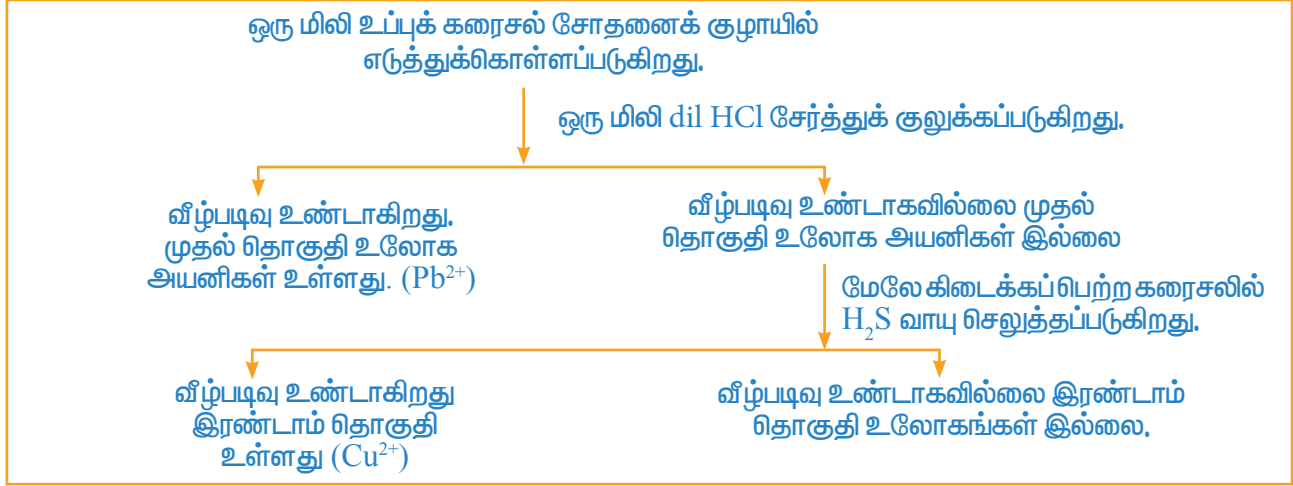 ஒரு மிலி உப்புக் கரைசல் சோதனைக் குழாயில்
எடுத்துக்கொள்ளப்படுகிறது.
ஒரு மிலி dil HCl சேர்த்துக் குலுக்கப்படுகிறது.
வீழ்படிவு உண்டாகிறது.
முதல் தொகுதி உலோக
அயனிகள் உள்ளது. (Pb²⁺)
வீழ்படிவு உண்டாகவில்லை முதல்
தொகுதி உலோக அயனிகள் இல்லை
மேலே கிடைக்கப்பெற்ற கரைசலில்
H₂S வாயு செலுத்தப்படுகிறது.
வீழ்படிவு உண்டாகிறது
இரண்டாம் தொகுதி
உள்ளது (Cu²⁺)
வீழ்படிவு உண்டாகவில்லை இரண்டாம்
தொகுதி உலோகங்கள் இல்லை.